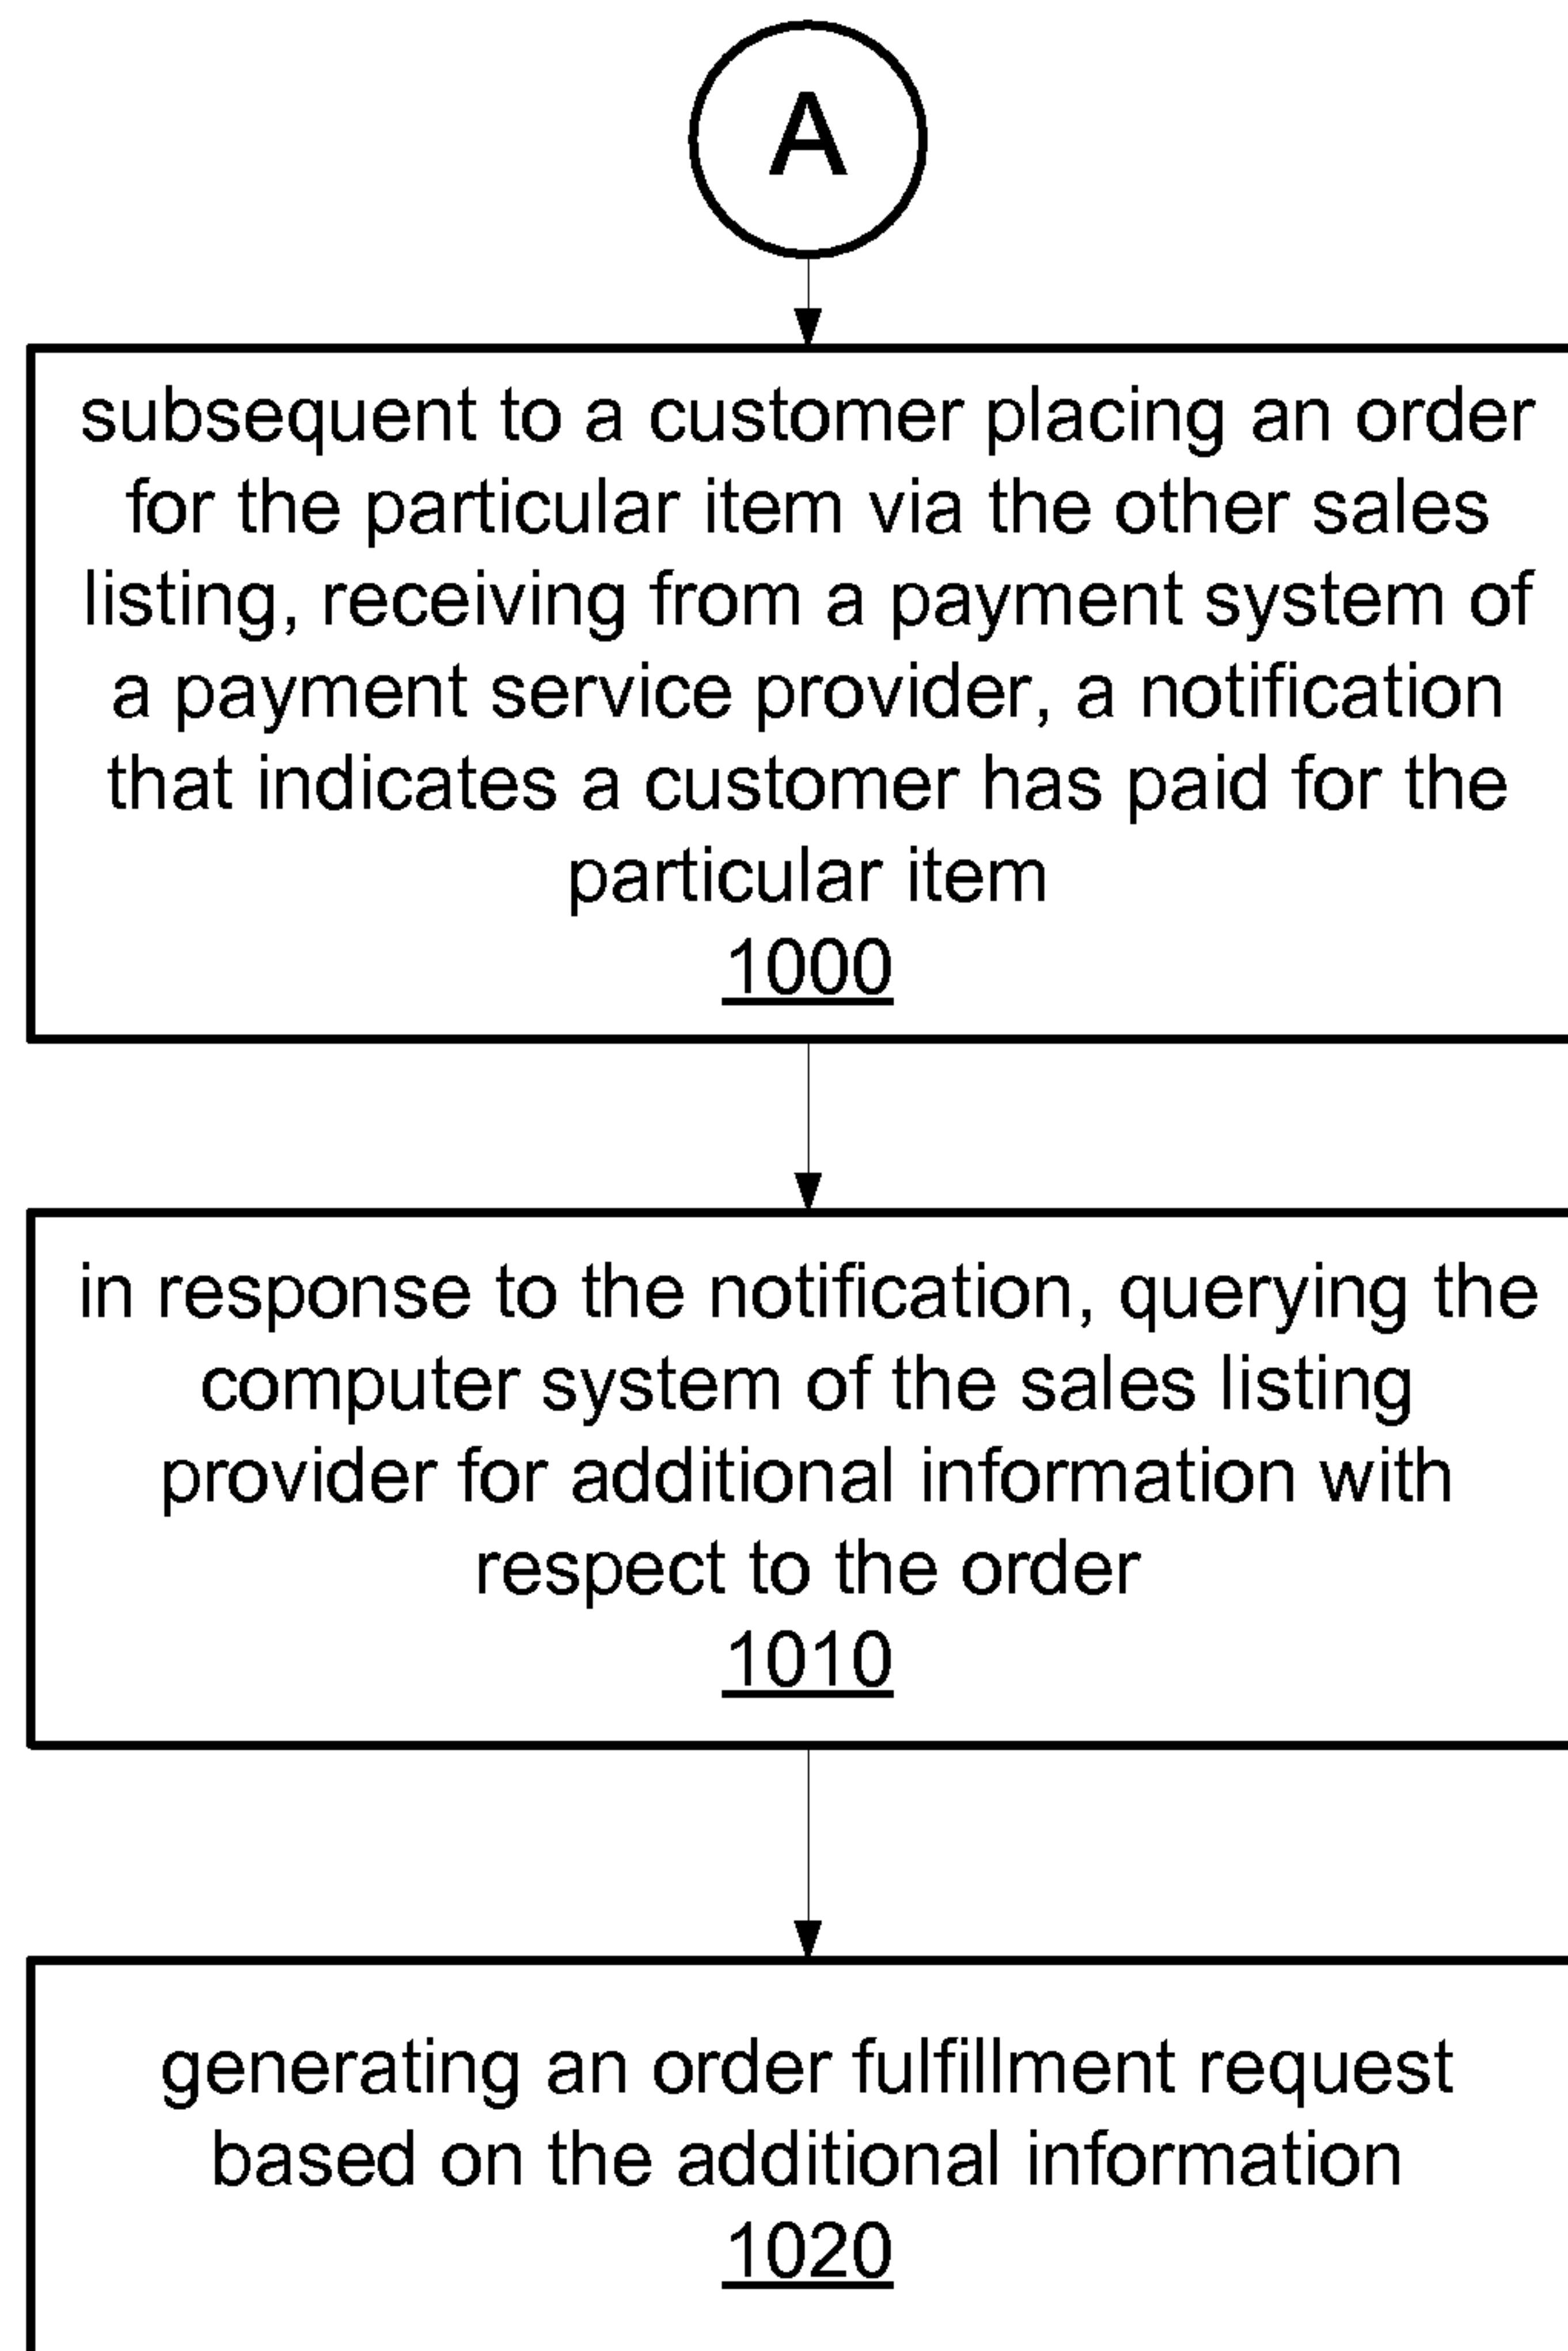 A
subsequent to a customer placing an order
for the particular item via the other sales
listing, receiving from a payment system of
a payment service provider, a notification
that indicates a customer has paid for the
particular item
1000
in response to the notification, querying the
computer system of the sales listing
provider for additional information with
respect to the order
1010
generating an order fulfillment request
based on the additional information
1020